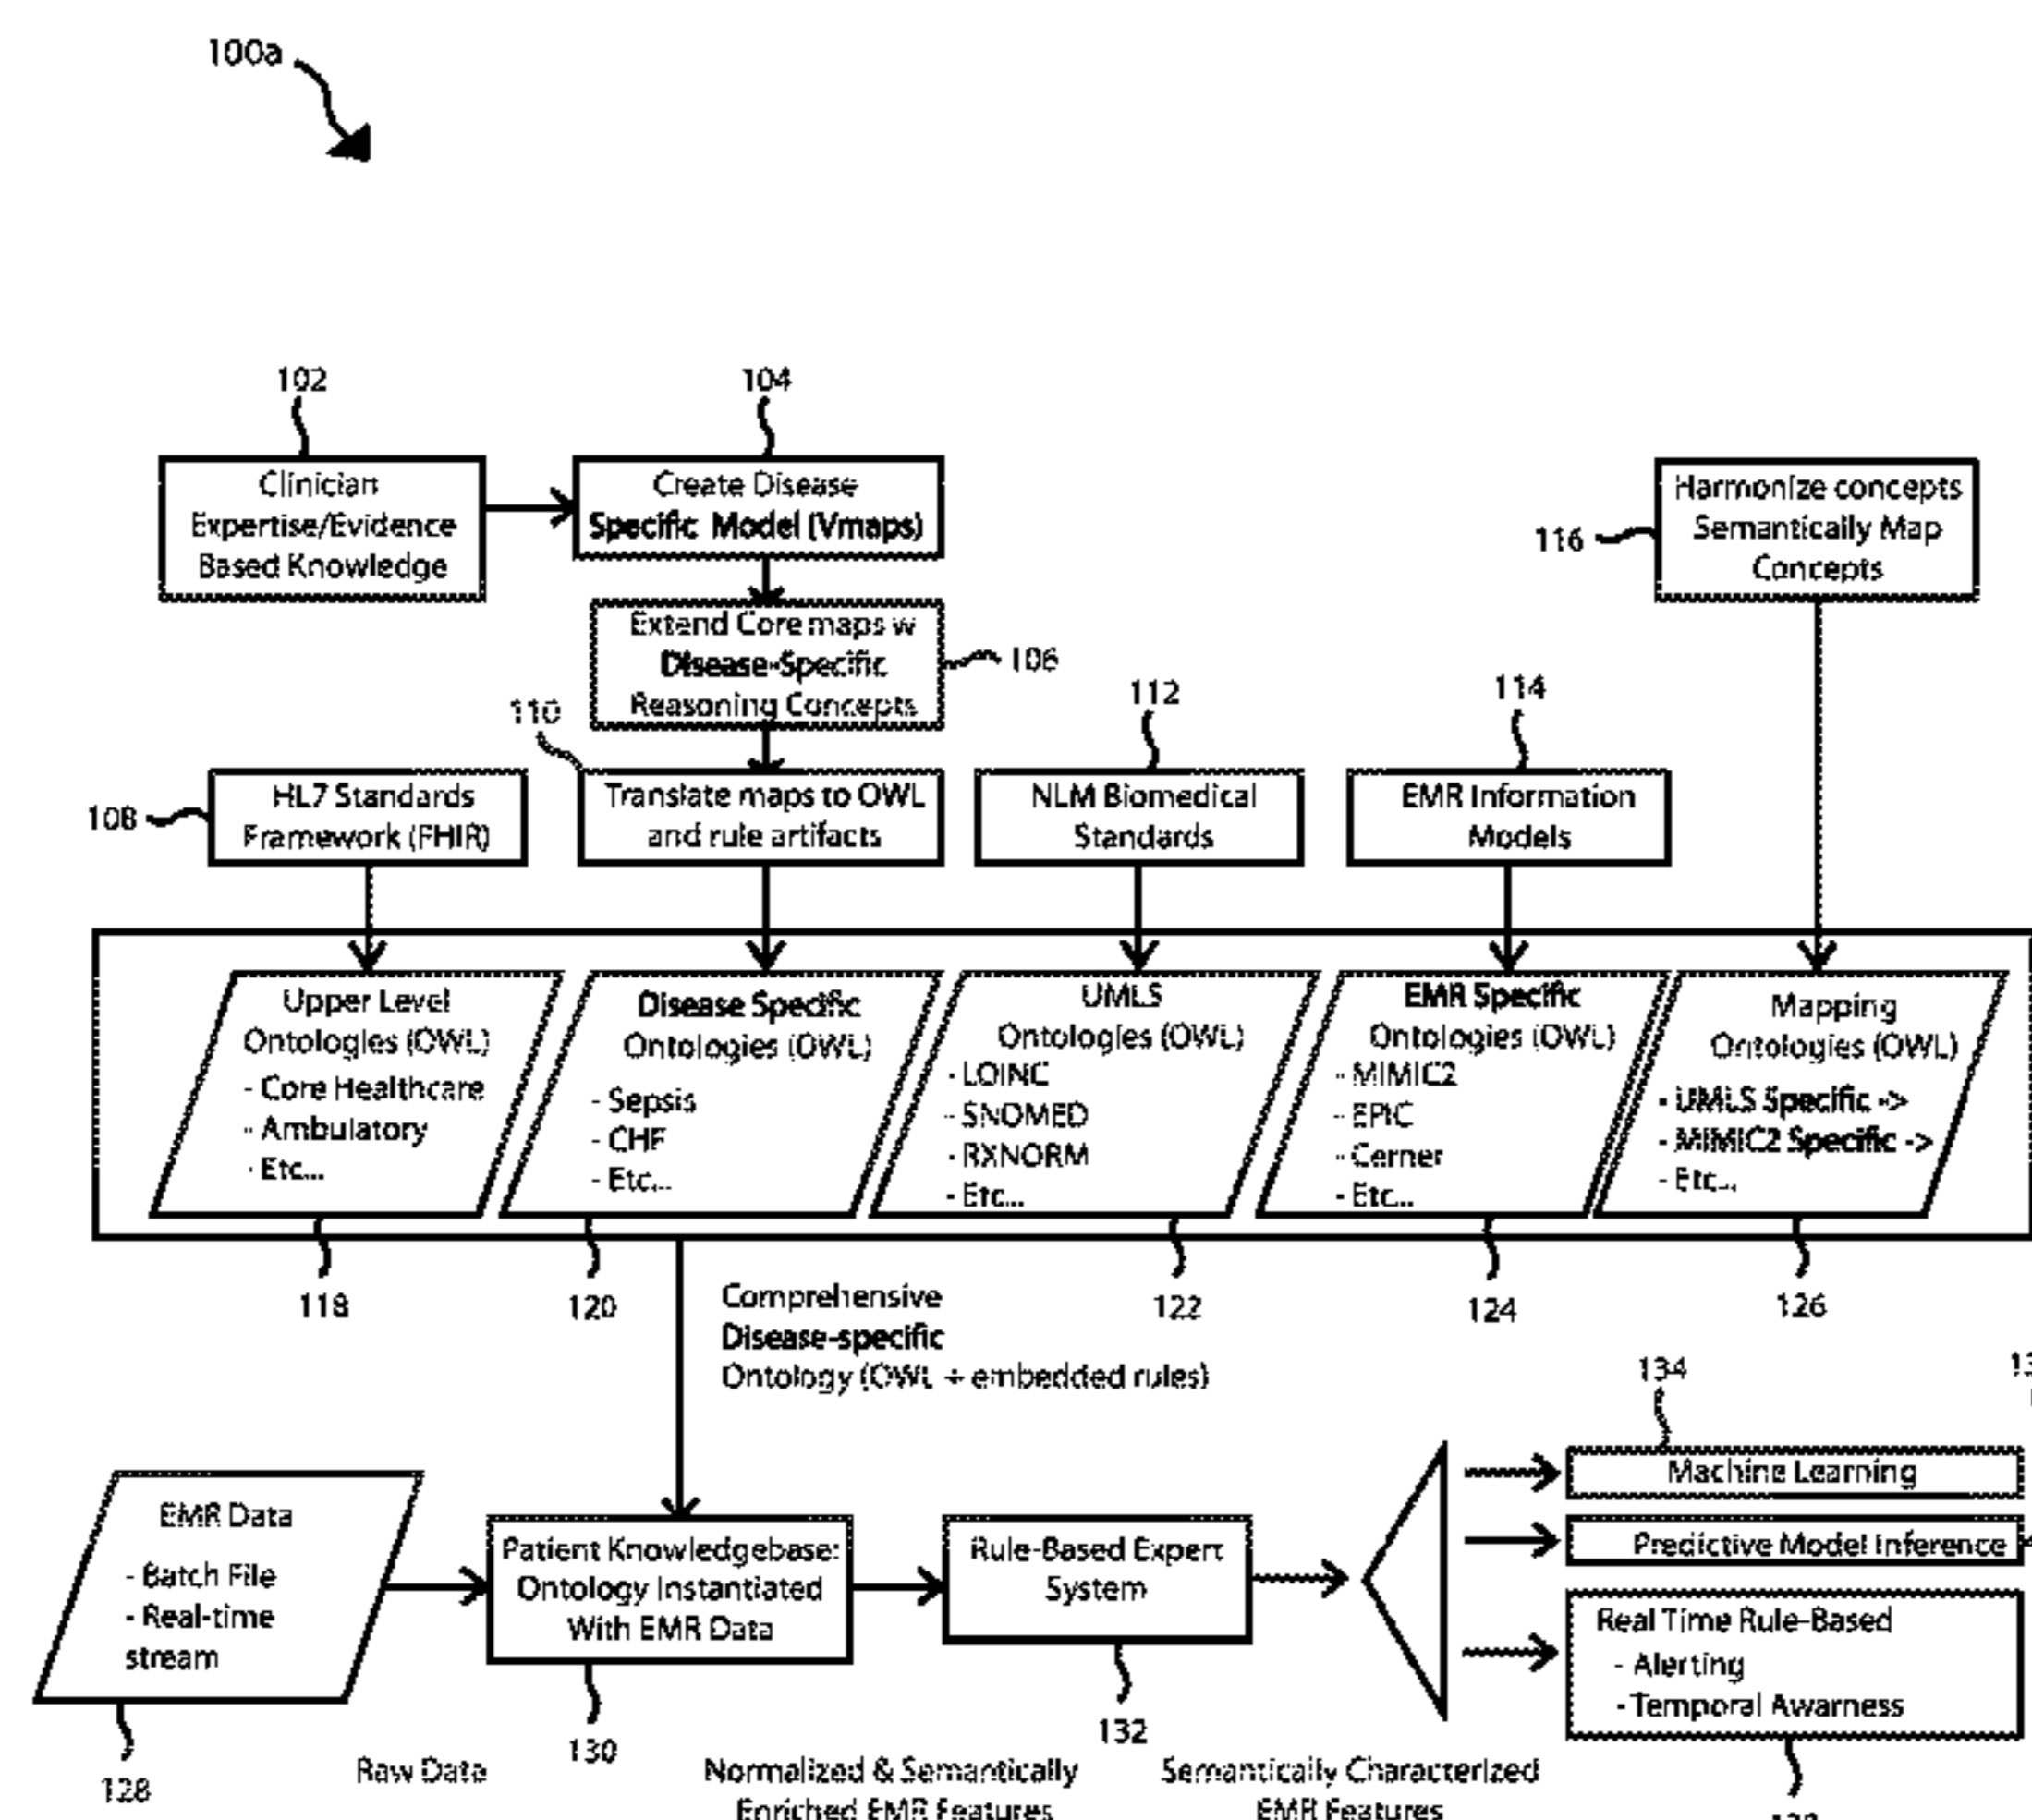 100a
102
104
Clinician
Expertise/Evidence
Based Knowledge
Create Disease
Specific Model (Vmaps)
116
Harmonize concepts
Semantically Map
Concepts
Extend Core maps w
Disease-Specific
Reasoning Concepts
106
110
112
114
108
HL7 Standards
Framework (FHIR)
Translate maps to OWL
and rule artifacts
NLM Biomedical
Standards
EMR Information
Models
Upper Level
Ontologies (OWL)
- Core Healthcare
- Ambulatory
- Etc...
Disease Specific
Ontologies (OWL)
- Sepsis
- CHF
- Etc...
UMLS
Ontologies (OWL)
- LOINC
- SNOMED
- RXNORM
- Etc...
EMR Specific
Ontologies (OWL)
- MIMIC2
- EPIC
- Cerner
- Etc...
Mapping
Ontologies (OWL)
- UMLS Specific ->
- MIMIC2 Specific ->
- Etc...
118
120
122
124
126
Comprehensive
Disease-specific
Ontology (OWL + embedded rules)
134
EMR Data
- Batch File
- Real-time
stream
Patient Knowledgebase:
Ontology Instantiated
With EMR Data
Rule-Based Expert
System
Machine Learning
Predictive Model Inference
Real Time Rule-Based
- Alerting
- Temporal Awarness
128
130
132
Raw Data
Normalized & Semantically
Enriched EMR Features
Semantically Characterized
EMR Features